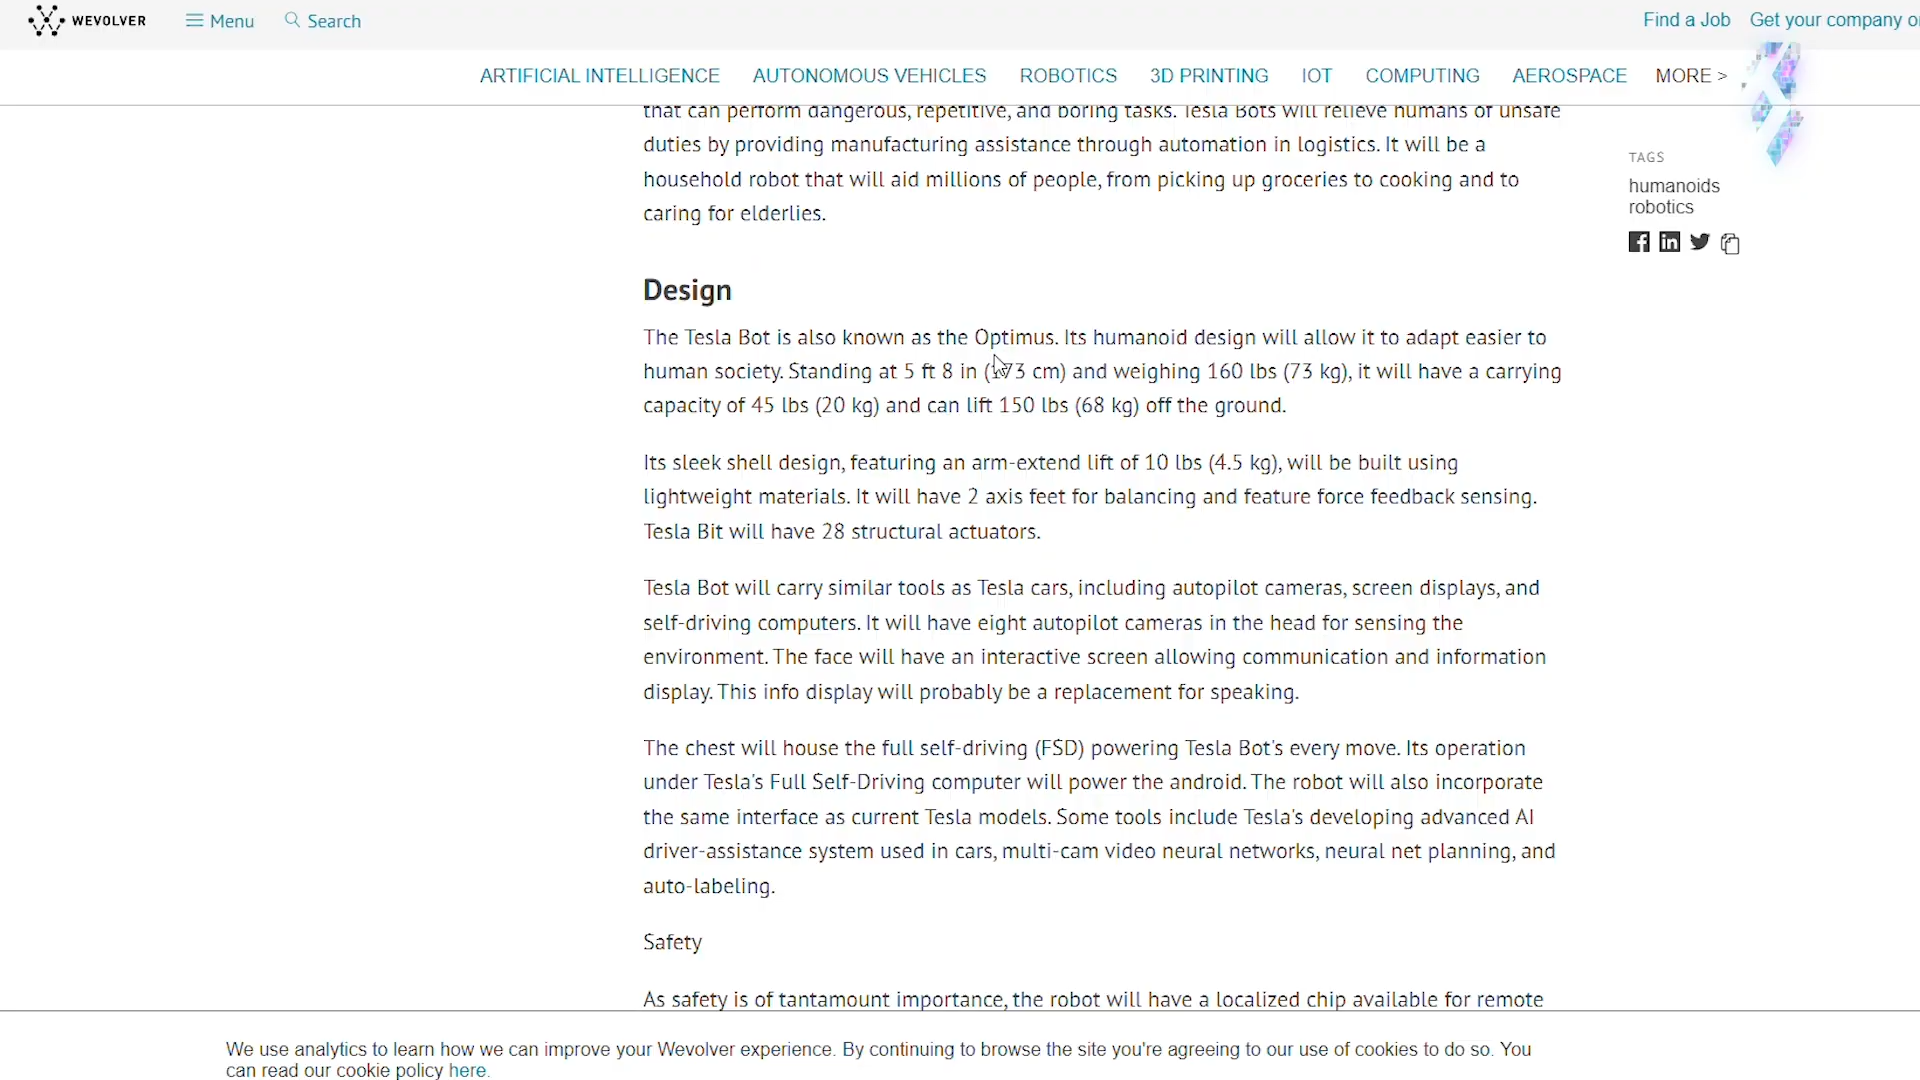 WEVOLVER
Menu
Search
Find a Job
Get your company o
ARTIFICIAL INTELLIGENCE
AUTONOMOUS VEHICLES
ROBOTICS
3D PRINTING
IOT
COMPUTING
AEROSPACE
MORE >
that can perform dangerous, repetitive, and boring tasks. Tesla Bots will relieve humans of unsafe
duties by providing manufacturing assistance through automation in logistics. It will be a
household robot that will aid millions of people, from picking up groceries to cooking and to
caring for elderlies.
TAGS
humanoids
robotics
Design
The Tesla Bot is also known as the Optimus. Its humanoid design will allow it to adapt easier to
human society. Standing at 5 ft 8 in (173 cm) and weighing 160 lbs (73 kg), it will have a carrying
capacity of 45 lbs (20 kg) and can lift 150 lbs (68 kg) off the ground.
Its sleek shell design, featuring an arm-extend lift of 10 lbs (4.5 kg), will be built using
lightweight materials. It will have 2 axis feet for balancing and feature force feedback sensing.
Tesla Bit will have 28 structural actuators.
Tesla Bot will carry similar tools as Tesla cars, including autopilot cameras, screen displays, and
self-driving computers. It will have eight autopilot cameras in the head for sensing the
environment. The face will have an interactive screen allowing communication and information
display. This info display will probably be a replacement for speaking.
The chest will house the full self-driving (FSD) powering Tesla Bot's every move. Its operation
under Tesla's Full Self-Driving computer will power the android. The robot will also incorporate
the same interface as current Tesla models. Some tools include Tesla's developing advanced AI
driver-assistance system used in cars, multi-cam video neural networks, neural net planning, and
auto-labeling.
Safety
As safety is of tantamount importance, the robot will have a localized chip available for remote
We use analytics to learn how we can improve your Wevolver experience. By continuing to browse the site you're agreeing to our use of cookies to do so. You
can read our cookie policy here.